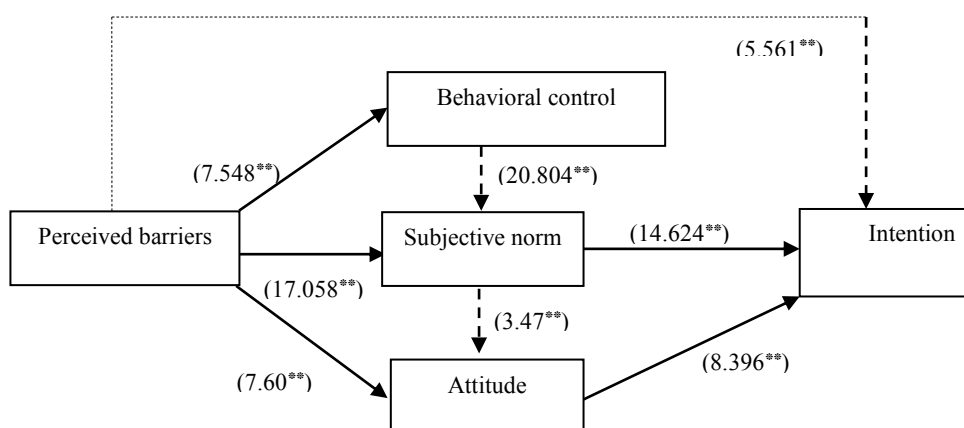 (5.561**)
Behavioral control
(7.548**)
(20.804**)
Perceived barriers
Subjective norm
(14.624**)
Intention
(17.058**)
(3.47**)
(7.60**)
Attitude
(8.396**)